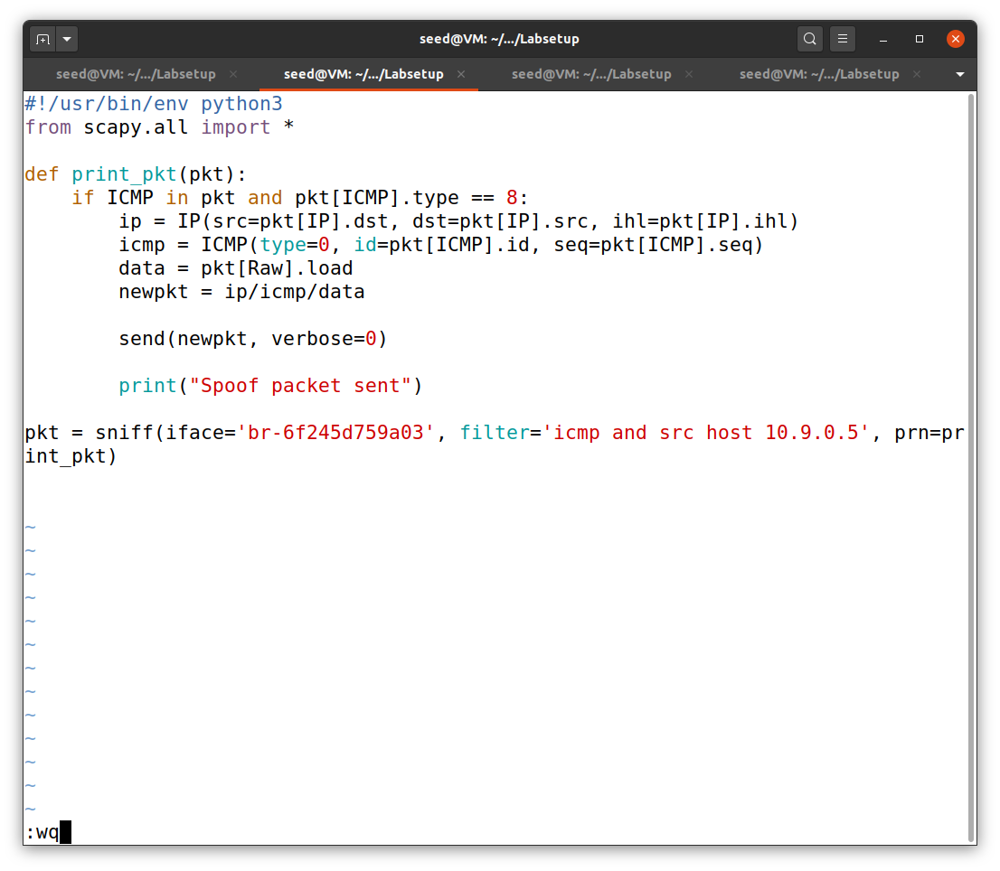 seed@VM: ~/.../Labsetup
seed@VM: ~/.../Labsetup
seed@VM: ~/.../Labsetup
seed@VM: ~/.../Labsetup
seed@VM: ~/.../Labsetup
#!/usr/bin/env python3
from scapy.all import *

def print_pkt(pkt):
    if ICMP in pkt and pkt[ICMP].type == 8:
        ip = IP(src=pkt[IP].dst, dst=pkt[IP].src, ihl=pkt[IP].ihl)
        icmp = ICMP(type=0, id=pkt[ICMP].id, seq=pkt[ICMP].seq)
        data = pkt[Raw].load
        newpkt = ip/icmp/data

        send(newpkt, verbose=0)

        print("Spoof packet sent")

pkt = sniff(iface='br-6f245d759a03', filter='icmp and src host 10.9.0.5', prn=pr
int_pkt)


~
~
~
~
~
~
~
~
~
~
~
~
~
:wq